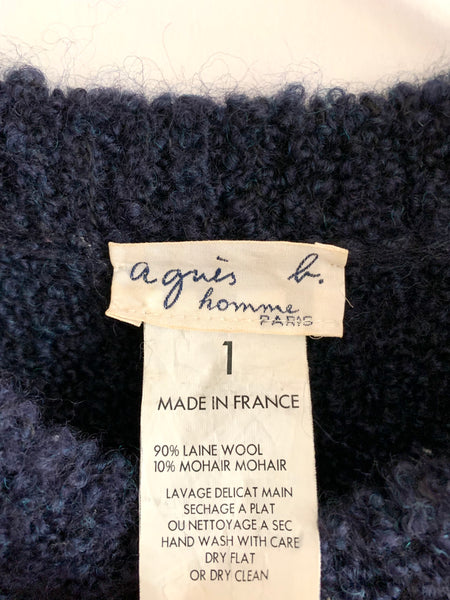 agnès b.
homme
PARIS
1
MADE IN FRANCE
90% LAINE WOOL
10% MOHAIR MOHAIR
LAVAGE DELICAT MAIN
SECHAGE A PLAT
OU NETTOYAGE A SEC
HAND WASH WITH CARE
DRY FLAT
OR DRY CLEAN